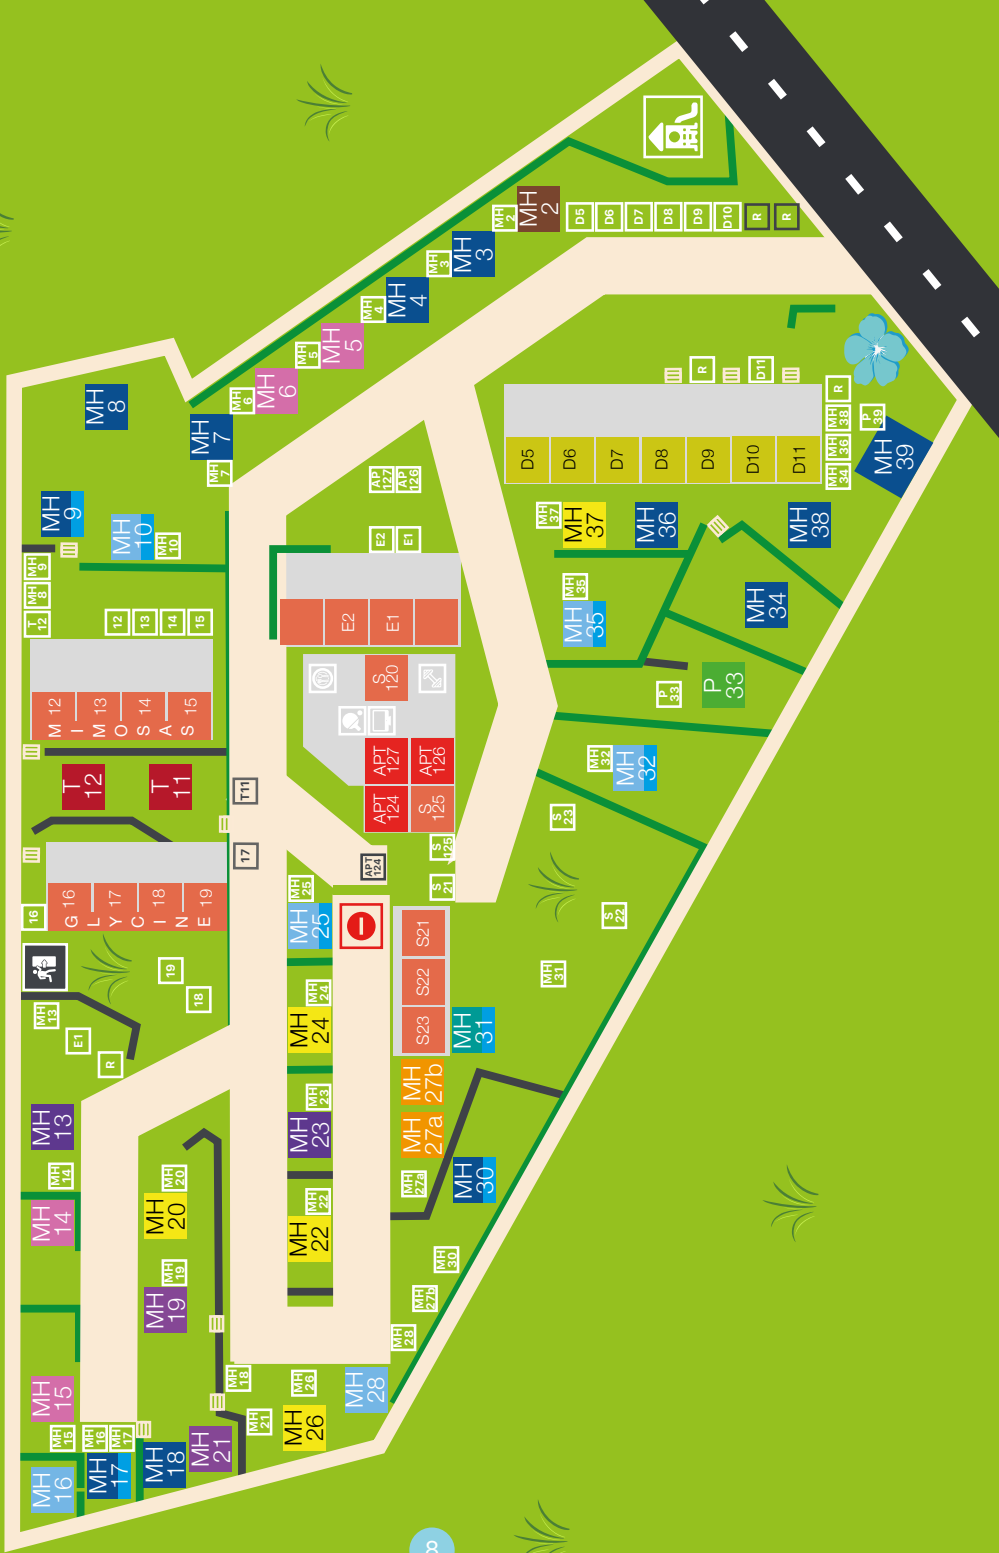 MH
2
MH
2
D5
D6
D7
D8
D9
D10
R
R
MH
3
MH
3
MH
4
MH
4
MH
5
MH
5
MH
6
MH
6
MH
7
MH
7
MH
8
MH
9
MH
10
MH
10
MH
9
MH
8
T
12
12
13
14
15
M 12
I
M 13
O
S 14
A
S 15
T
12
T
11
T11
17
16
G 16
L
Y 17
C
I 18
N
E 19
19
18
MH
13
E1
R
MH
13
MH
14
MH
14
MH
15
MH
15
MH
16
MH
17
MH
16
MH
17
MH
18
MH
21
MH
20
MH
20
MH
19
MH
19
MH
18
MH
21
MH
26
MH
26
MH
28
MH
28
MH
27b
MH
30
MH
22
MH
22
MH
23
MH
23
MH
24
MH
24
MH
25
MH
25
APT
124
S
125
S
21
S21
S22
S23
MH
31
MH
27b
MH
27a
MH
27a
MH
30
MH
31
S
22
S
23
AP
127
AP
126
E2
E1
E2
E1
S
120
APT
127
APT
126
APT
124
S
125
R
D11
D5
D6
D7
D8
D9
D10
D11
R
MH
38
MH
36
MH
34
P
39
MH
39
MH
37
MH
37
MH
36
MH
38
MH
35
MH
35
MH
34
P
33
P
33
MH
32
MH
32
8